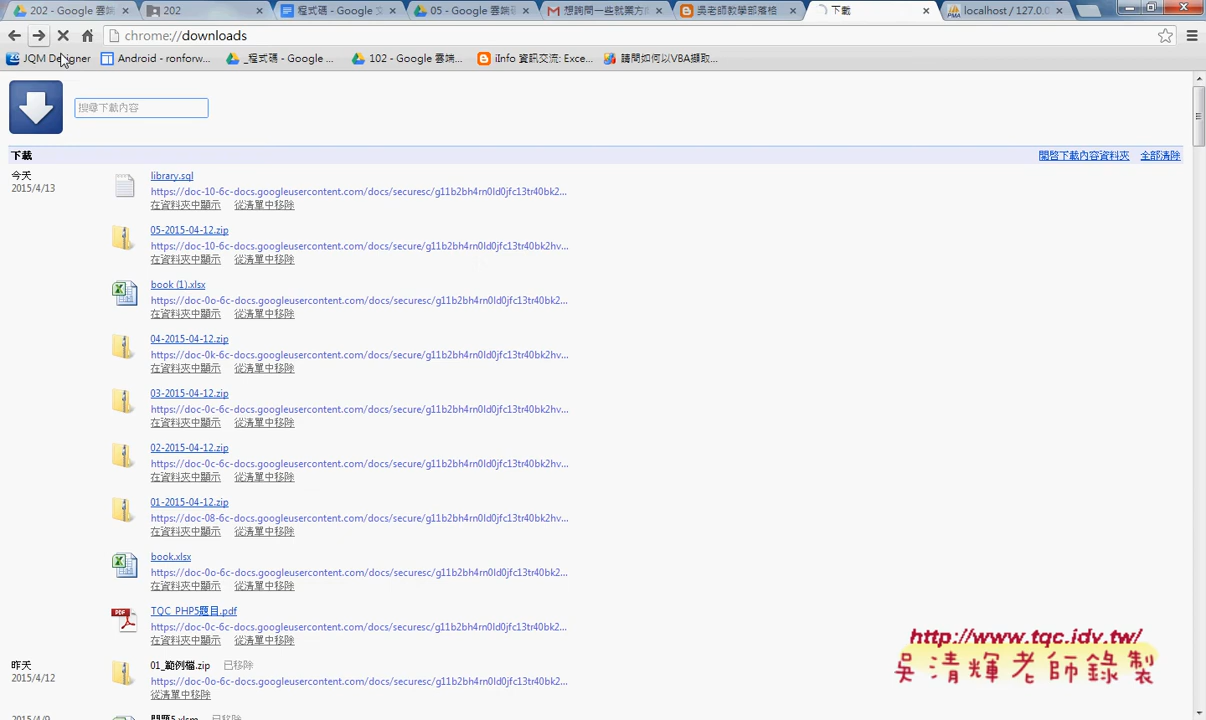 202 - Google 雲端
202
程式碼 - Google 文
05 - Google 雲端硬
想詢問一些就業方向
吳老師教學部落格
下載
localhost / 127.0.0
chrome://downloads
JQM Designer
Android - ronforw...
_程式碼 - Google ...
102 - Google 雲端...
iInfo 資訊交流: Exce...
請問如何以VBA擷取...
搜尋下載內容
下載
開啓下載內容資料夾
全部清除
今天
2015/4/13
library.sql
https://doc-10-6c-docs.googleusercontent.com/docs/securesc/g11b2bh4rn0ld0jfc13tr40bk2...
在資料夾中顯示 從清單中移除
05-2015-04-12.zip
https://doc-10-6c-docs.googleusercontent.com/docs/secure/g11b2bh4rn0ld0jfc13tr40bk2hv...
在資料夾中顯示 從清單中移除
book (1).xlsx
https://doc-0o-6c-docs.googleusercontent.com/docs/securesc/g11b2bh4rn0ld0jfc13tr40bk2...
在資料夾中顯示 從清單中移除
04-2015-04-12.zip
https://doc-0k-6c-docs.googleusercontent.com/docs/secure/g11b2bh4rn0ld0jfc13tr40bk2hv...
在資料夾中顯示 從清單中移除
03-2015-04-12.zip
https://doc-0c-6c-docs.googleusercontent.com/docs/secure/g11b2bh4rn0ld0jfc13tr40bk2hv...
在資料夾中顯示 從清單中移除
02-2015-04-12.zip
https://doc-0c-6c-docs.googleusercontent.com/docs/secure/g11b2bh4rn0ld0jfc13tr40bk2hv...
在資料夾中顯示 從清單中移除
01-2015-04-12.zip
https://doc-08-6c-docs.googleusercontent.com/docs/secure/g11b2bh4rn0ld0jfc13tr40bk2hv...
在資料夾中顯示 從清單中移除
book.xlsx
https://doc-0o-6c-docs.googleusercontent.com/docs/securesc/g11b2bh4rn0ld0jfc13tr40bk2...
在資料夾中顯示 從清單中移除
TQC_PHP5題目.pdf
https://doc-0o-6c-docs.googleusercontent.com/docs/securesc/g11b2bh4rn0ld0jfc13tr40bk2...
在資料夾中顯示 從清單中移除
昨天
2015/4/12
01_範例檔.zip 已移除
https://doc-0o-6c-docs.googleusercontent.com/docs/securesc/g11b2bh4rn0ld0jfc13tr40bk2...
從清單中移除
2015/4/9
問題5.xlsm 已移除
http://www.tqc.idv.tw/
吳清輝老師錄製